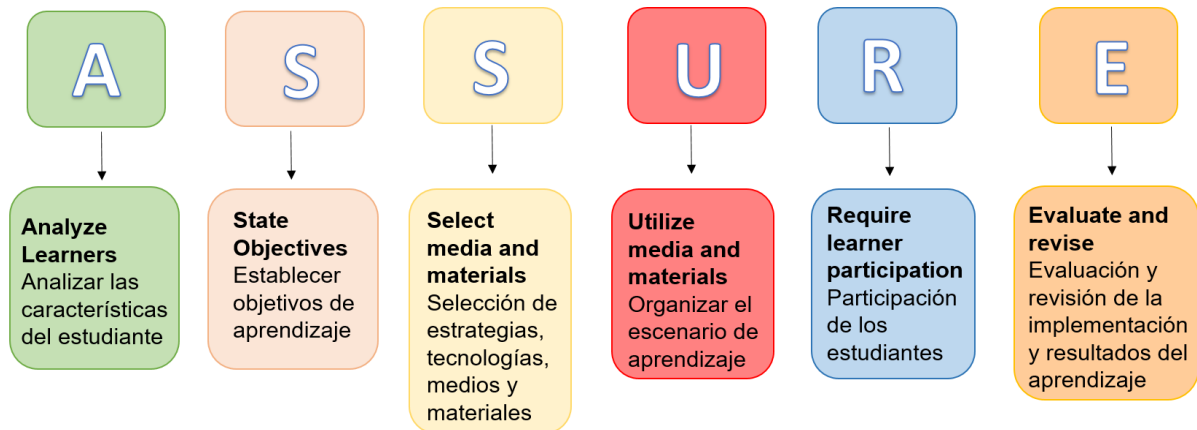 A
S
S
U
R
E
Analyze
Learners
Analizar las
características
del estudiante
State
Objectives
Establecer
objetivos de
aprendizaje
Select
media and
materials
Selección de
estrategias,
tecnologías,
medios y
materiales
Utilize
media and
materials
Organizar el
escenario de
aprendizaje
Require
learner
participation
Participación
de los
estudiantes
Evaluate and
revise
Evaluación y
revisión de la
implementación
y resultados del
aprendizaje